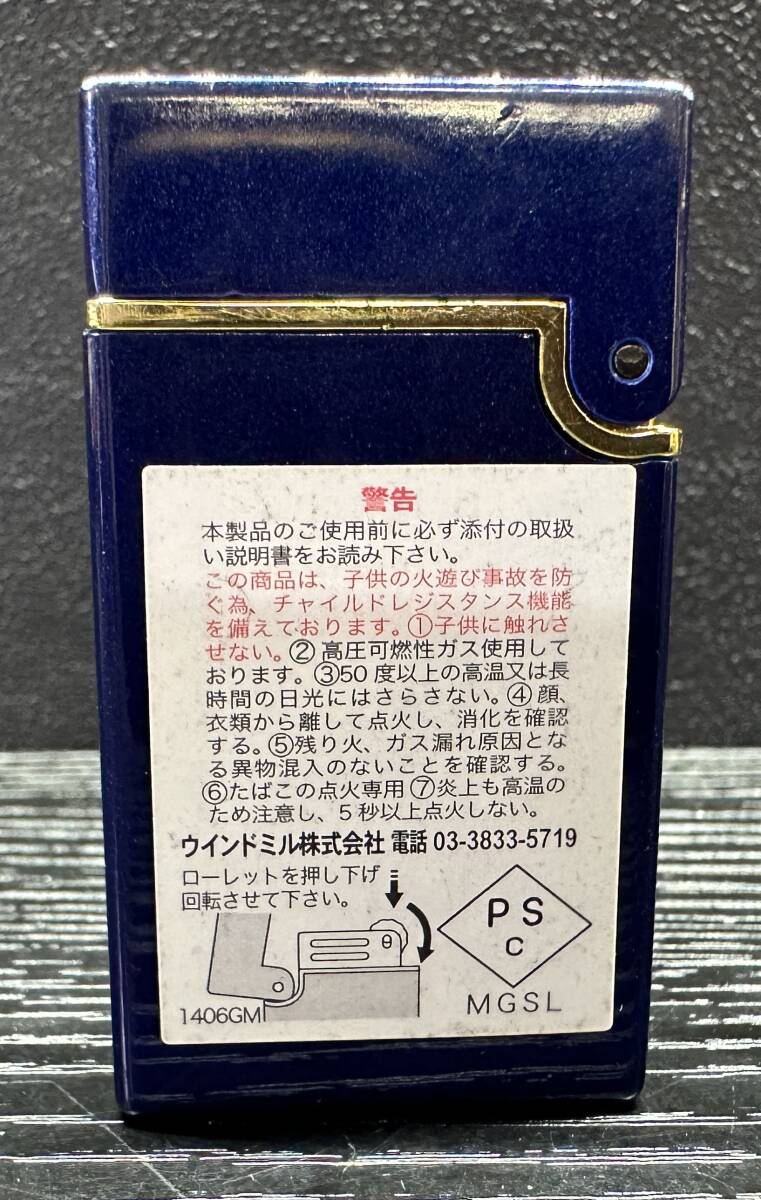 警告
本製品のご使用前に必ず添付の取扱
い説明書をお読み下さい。
この商品は、子供の火遊び事故を防
ぐ為、チャイルドレジスタンス機能
を備えております。①子供に触れさ
せない。②高圧可燃性ガス使用して
おります。③50度以上の高温又は長
時間の日光にはさらさない。④顔、
衣類から離して点火し、消化を確認
する。⑤残り火、ガス漏れ原因とな
る異物混入のないことを確認する。
⑥たばこの点火専用⑦炎上も高温の
ため注意し、5秒以上点火しない。
ウインドミル株式会社 電話 03-3833-5719
ローレットを押し下げ
回転させて下さい。
PS
C
MGSL
1406GM